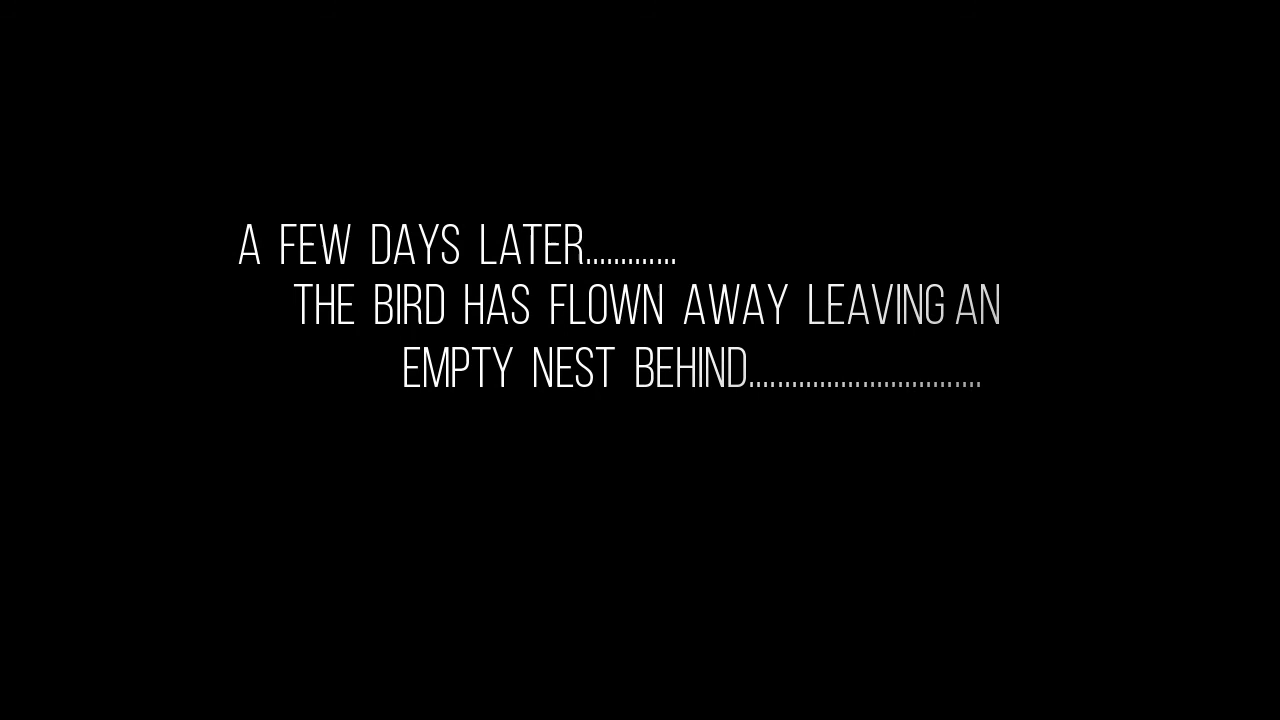 A FEW DAYS LATER.............
THE BIRD HAS FLOWN AWAY LEAVING AN
EMPTY NEST BEHIND.................................